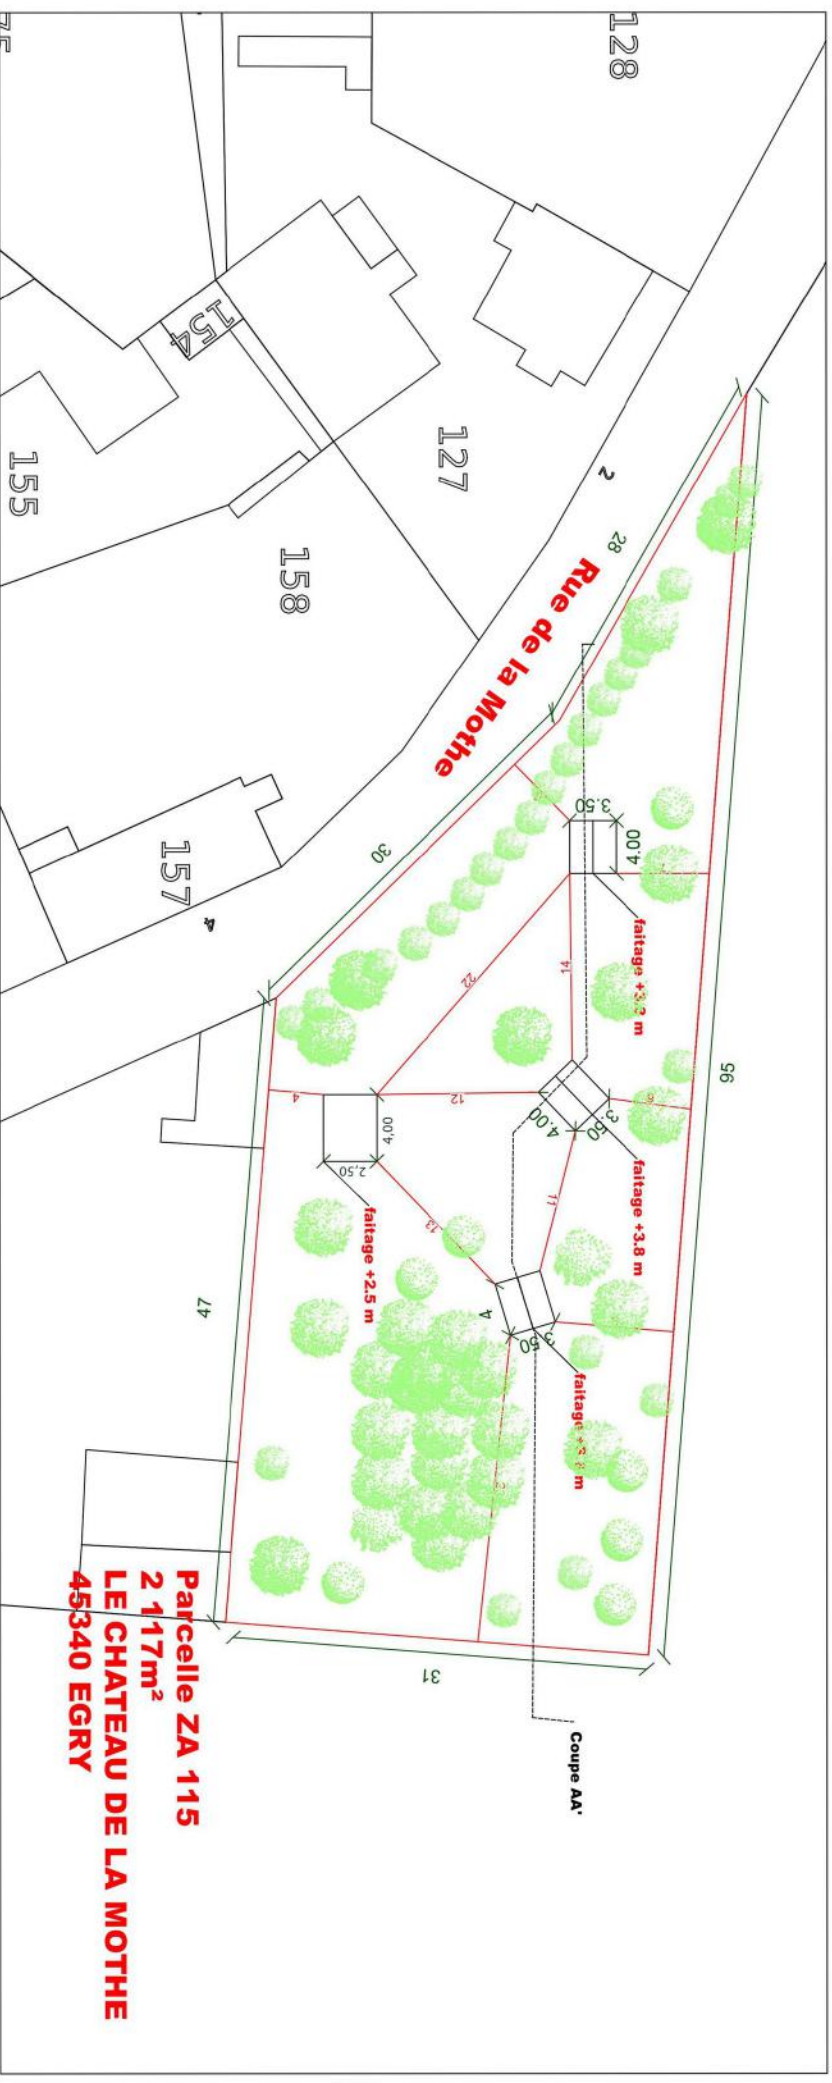 128
154
127
155
158
157
2
4
Rue de la Mothe
28
30
95
47
31
3.50
4.00
faitage +3.? m
14
22
12
4
4.00
3.50
6
4,00
2,50
faitage +3.8 m
faitage +2.5 m
11
13
4
3.50
faitage
m
Coupe AA'
Parcelle ZA 115
2 117m²
LE CHATEAU DE LA MOTHE
45340 EGRY